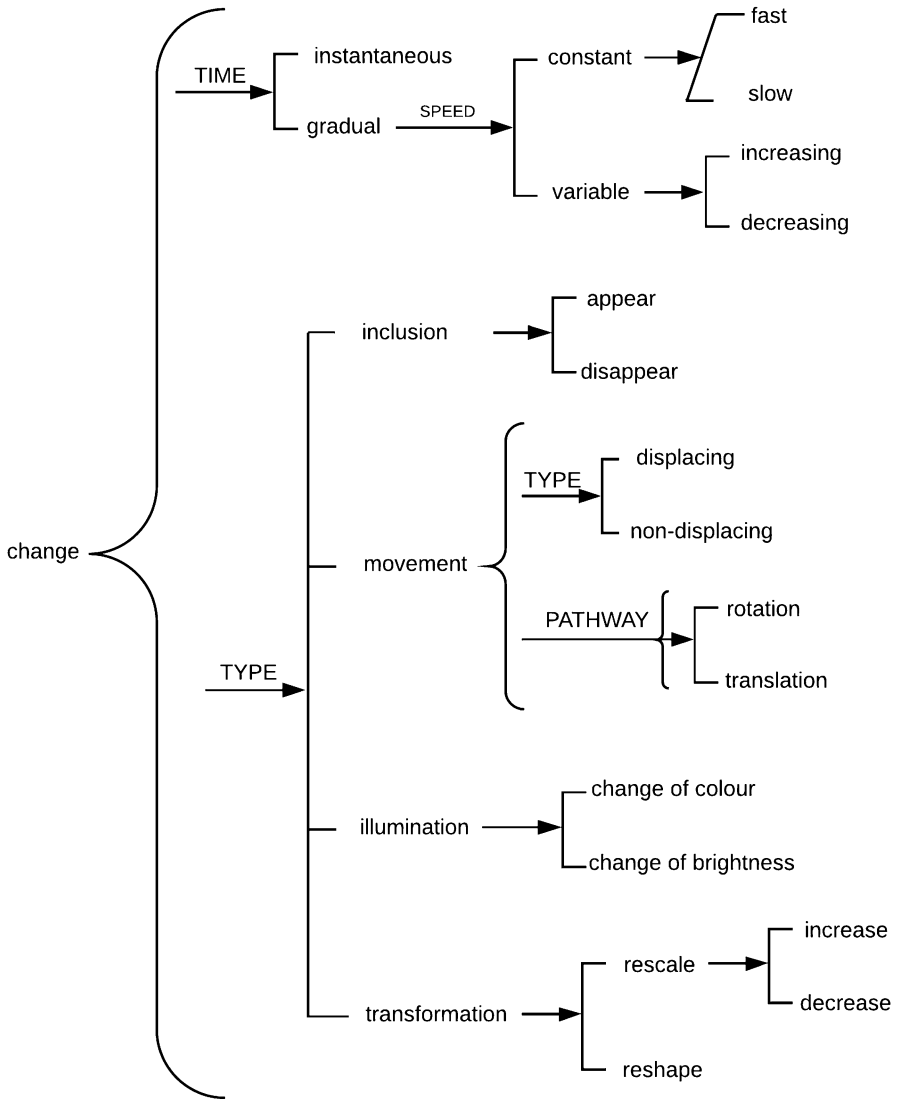 fast
instantaneous
constant
TIME
slow
SPEED
gradual
increasing
variable
decreasing
appear
inclusion
disappear
displacing
TYPE
non-displacing
change
movement
rotation
PATHWAY
TYPE
translation
change of colour
illumination
change of brightness
increase
rescale
decrease
transformation
reshape